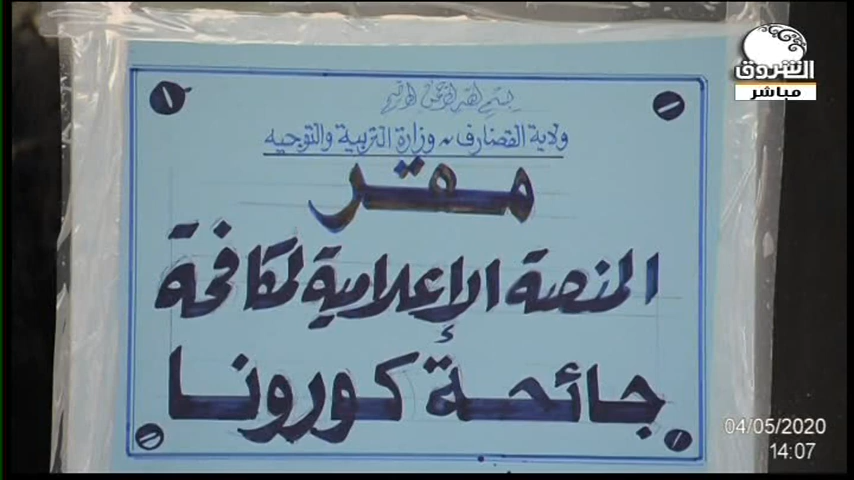 الشروق
مباشر
بسم الله الرحمن الرحيم
ولاية القضارف ~ وزارة التربية والتوجيه
مقر
المنصة الإعلامية لمكافحة
جائحة كورونا
04/05/2020
14:07